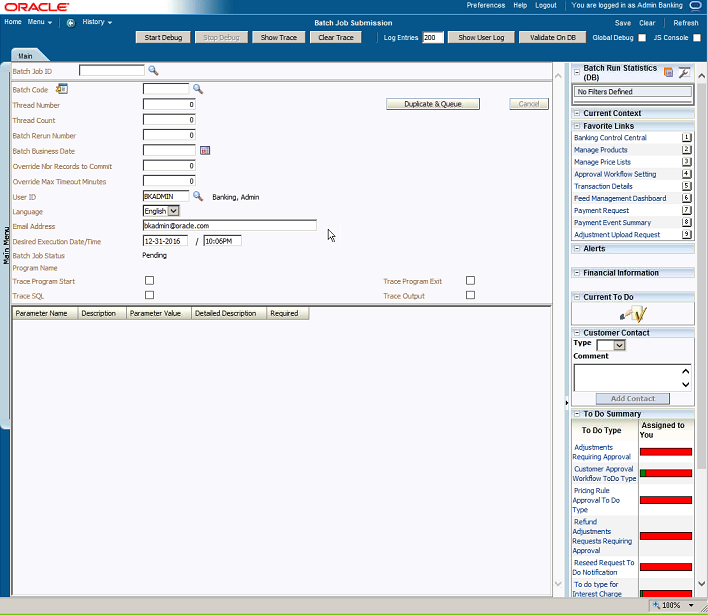 ORACLE
Preferences Help Logout You are logged in as Admin Banking
Home Menu History Batch Job Submission Save Clear Refresh
Start Debug Stop Debug Show Trace Clear Trace Log Entries 200 Show User Log Validate On DB Global Debug JS Console
Main
Batch Job ID
Batch Code
Thread Number 0
Duplicate & Queue Cancel
Thread Count 0
Batch Rerun Number 0
Batch Business Date
Override Nbr Records to Commit 0
Override Max Timeout Minutes 0
User ID BKADMIN Banking, Admin
Language English
Email Address bkadmin@oracle.com
Desired Execution Date/Time 12-31-2016 / 10:06PM
Batch Job Status Pending
Program Name
Trace Program Start Trace Program Exit
Trace SQL Trace Output
Parameter Name Description Parameter Value Detailed Description Required
Main Menu
Batch Run Statistics
(DB)
No Filters Defined
Current Context
Favorite Links
Banking Control Central 1
Manage Products 2
Manage Price Lists 3
Approval Workflow Setting 4
Transaction Details 5
Feed Management Dashboard 6
Payment Request 7
Payment Event Summary 8
Adjustment Upload Request 9
Alerts
Financial Information
Current To Do
Customer Contact
Type
Comment
Add Contact
To Do Summary
To Do Type Assigned to
You
Adjustments
Requiring Approval
Customer Approval
Workflow ToDo Type
Pricing Rule
Approval To Do
Type
Refund
Adjustments
Requests Requiring
Approval
Reseed Request To
Do Notification
To do type for
Interest Charge
100%